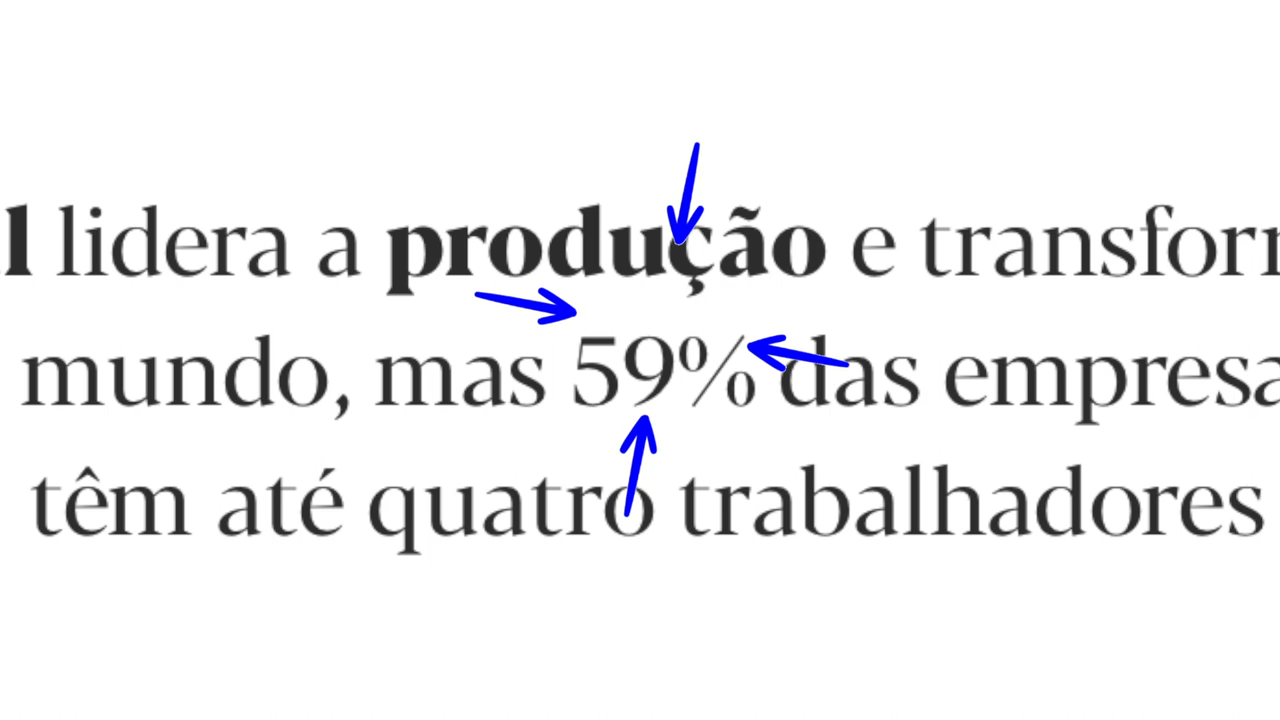 l lidera a produção e transfor
mundo, mas 59% das empresa
têm até quatro trabalhadores